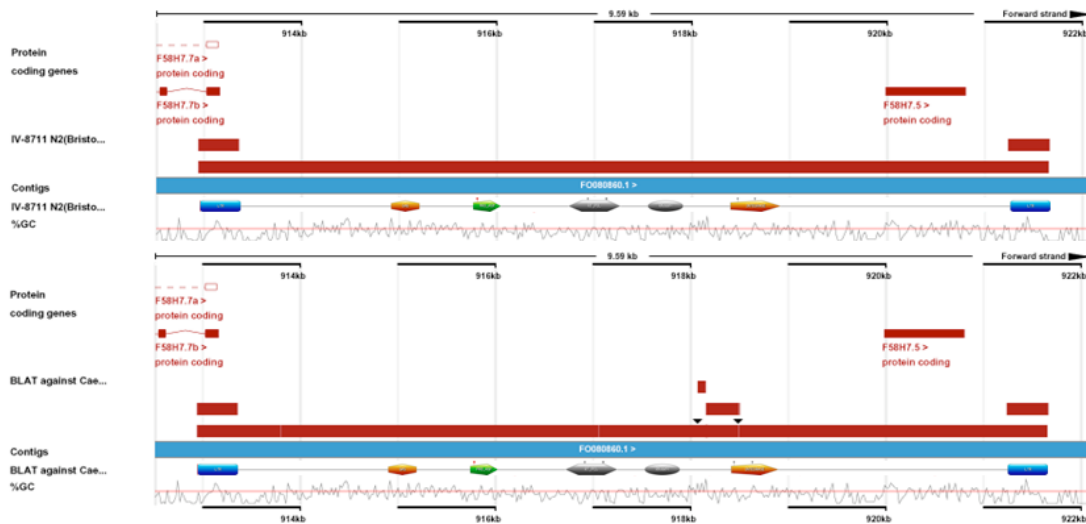 9.59 kb Forward strand
914kb 916kb 918kb 920kb 922kb
Protein
coding genes
F58H7.7a >
protein coding
F58H7.7b > F58H7.5 >
protein coding protein coding
IV-8711 N2(Bristo...
Contigs FO080860.1 >
IV-8711 N2(Bristo...
%GC
9.59 kb Forward strand
914kb 916kb 918kb 920kb 922kb
Protein
coding genes
F58H7.7a >
protein coding
F58H7.7b > F58H7.5 >
protein coding protein coding
BLAT against Cae...
Contigs FO080860.1 >
BLAT against Cae...
%GC
914kb 916kb 918kb 920kb 922kb